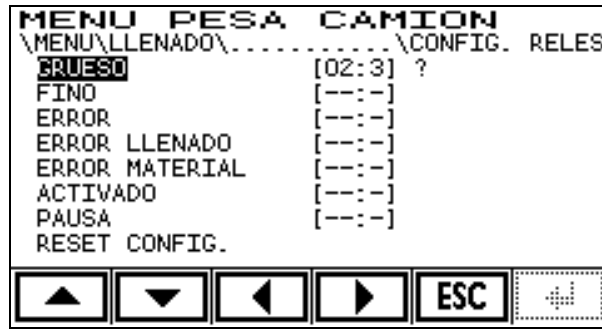 MENU PESA CAMION
\MENU\LLENADO\............\CONFIG. RELES
GRUESO [02:3] ?
FINO [--:-]
ERROR [--:-]
ERROR LLENADO [--:-]
ERROR MATERIAL [--:-]
ACTIVADO [--:-]
PAUSA [--:-]
RESET CONFIG.
ESC